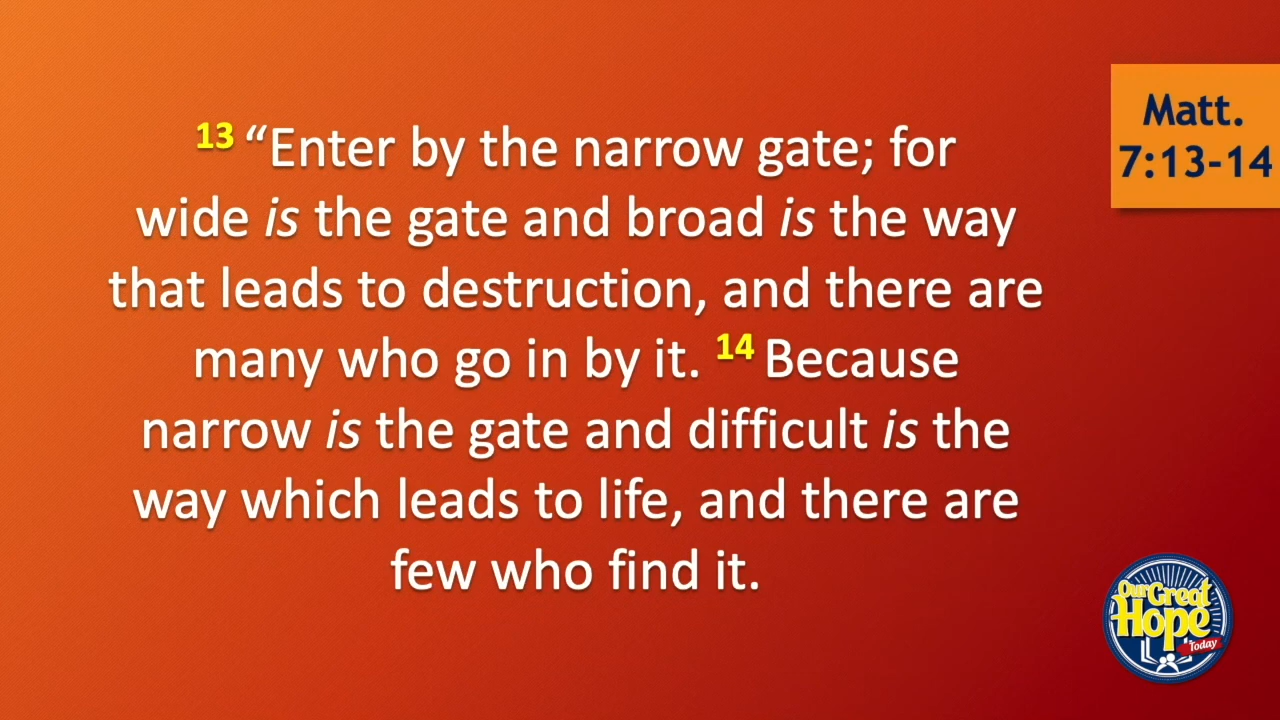 13 “Enter by the narrow gate; for
wide is the gate and broad is the way
that leads to destruction, and there are
many who go in by it. 14 Because
narrow is the gate and difficult is the
way which leads to life, and there are
few who find it.
Matt.
7:13-14
Our Great
Hope
Today